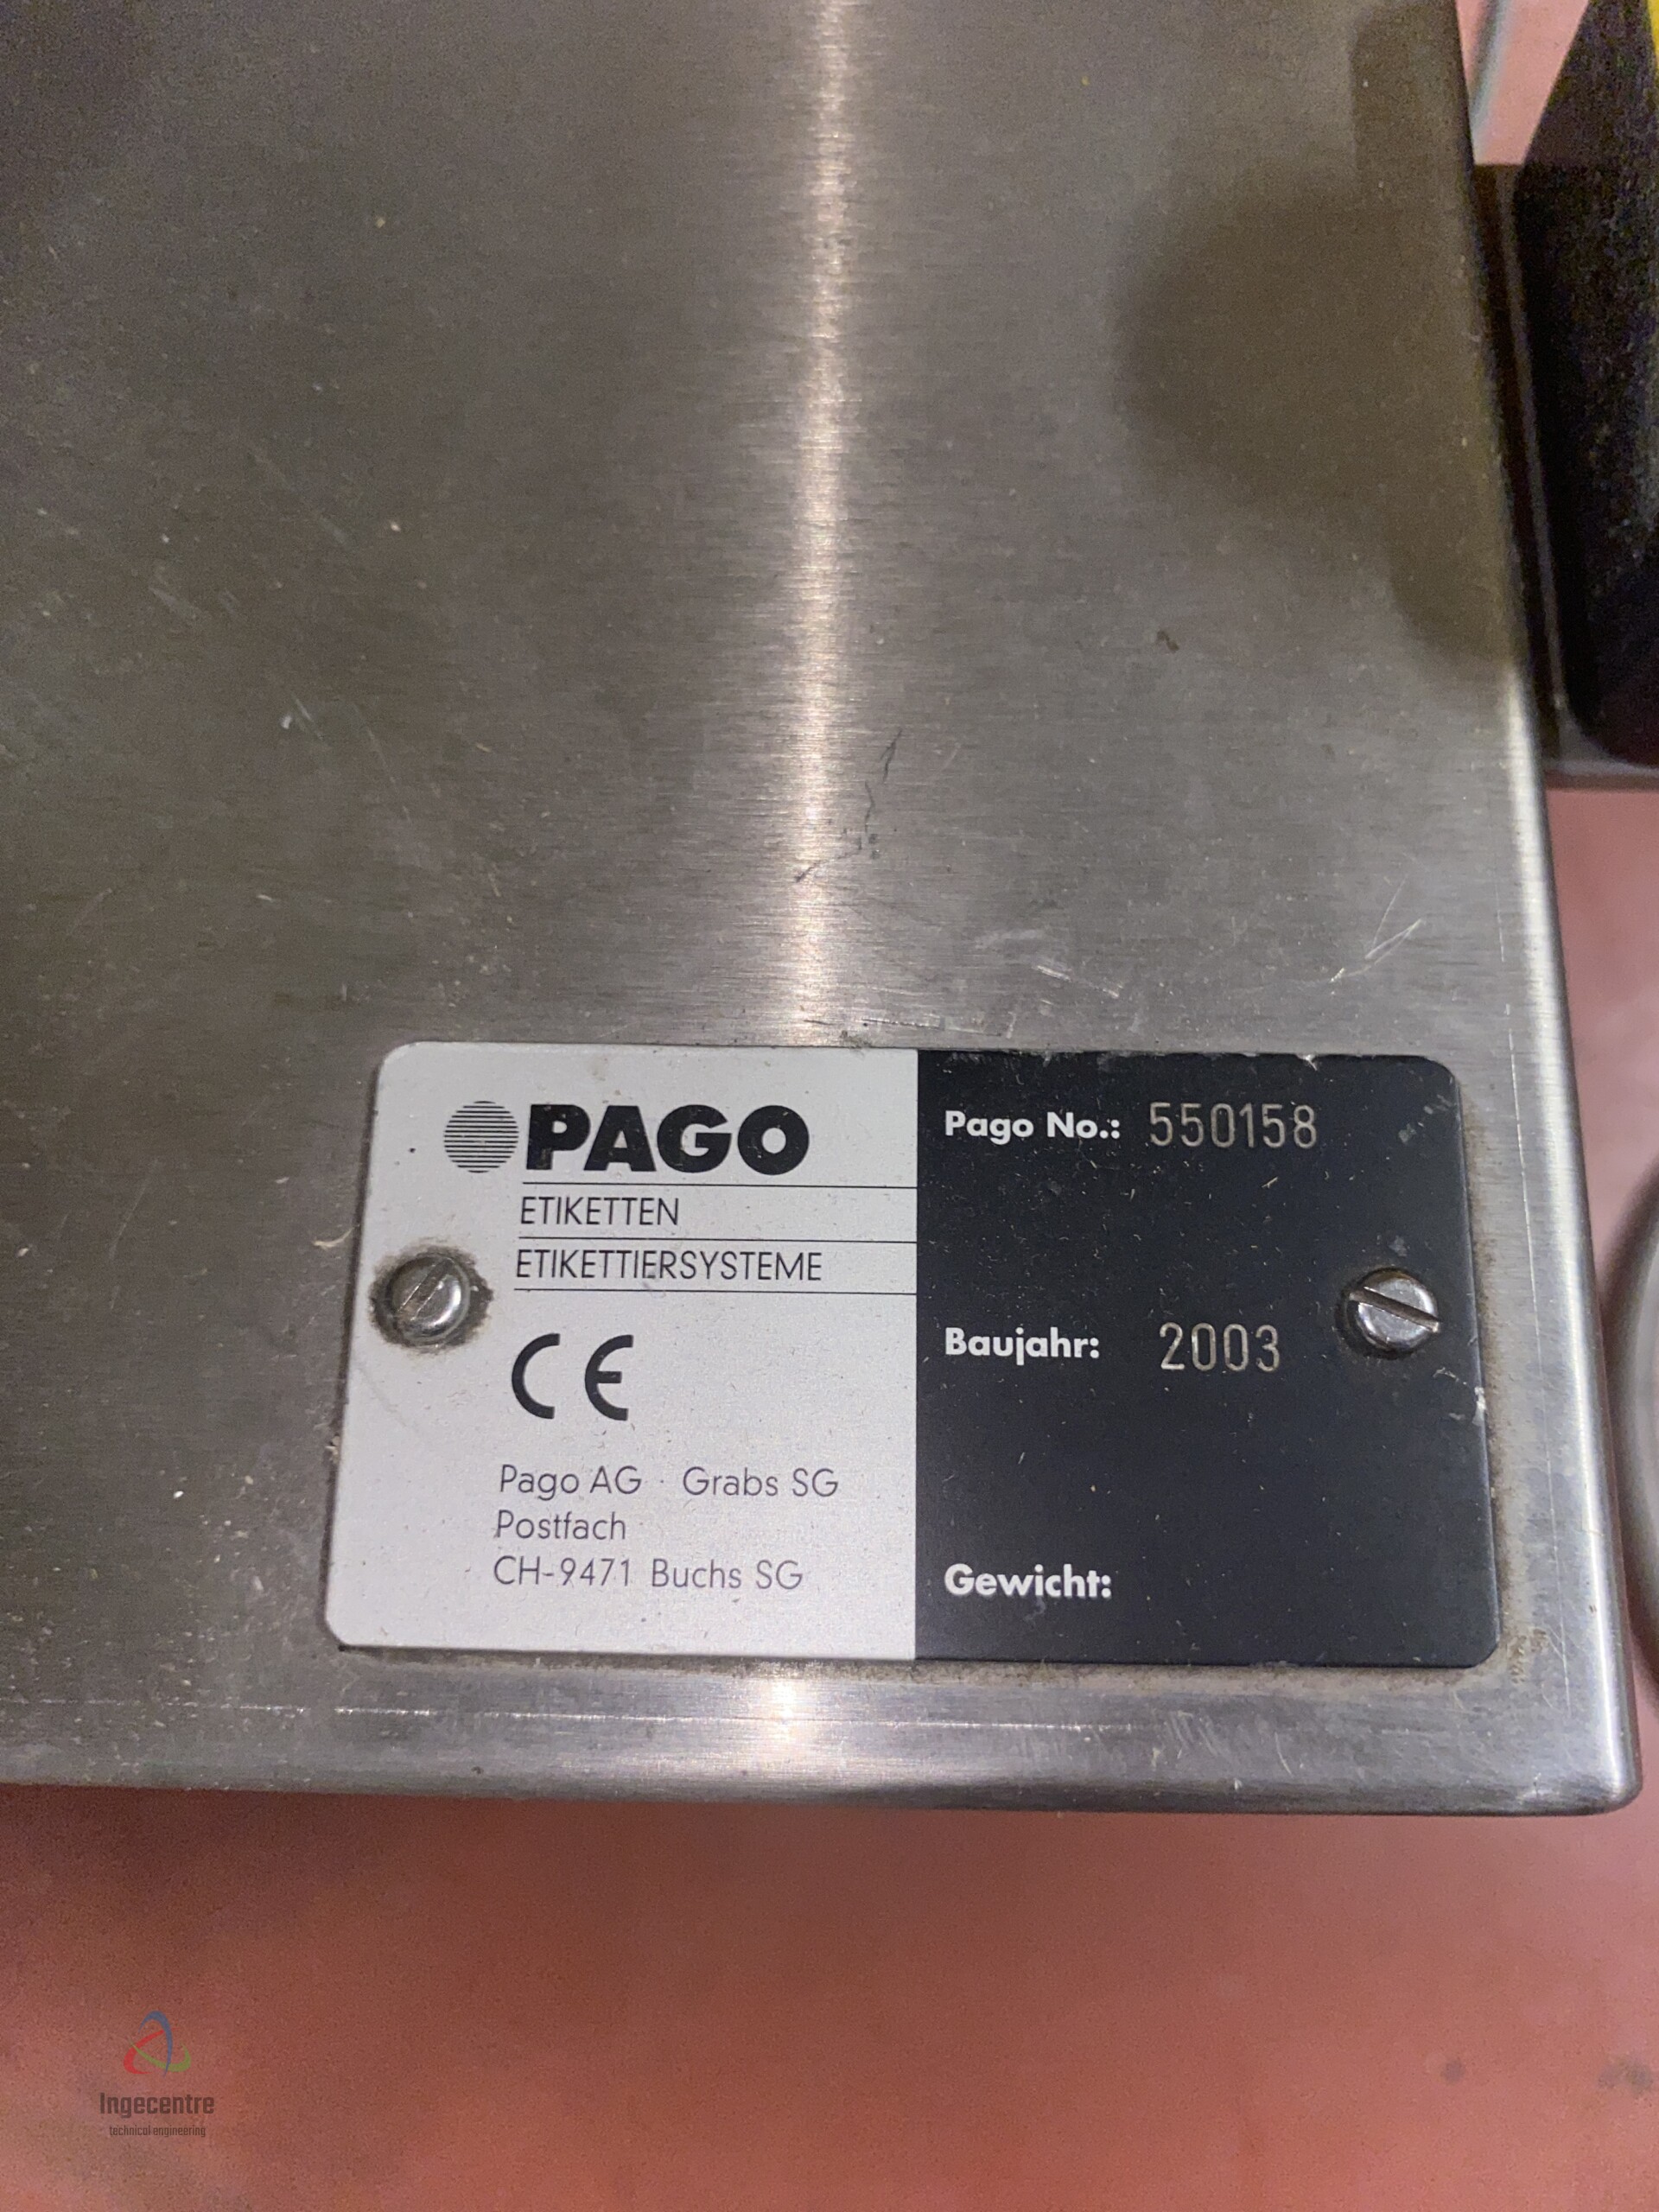 PAGO
ETIKETTEN
ETIKETTIERSYSTEME
CE
Pago AG · Grabs SG
Postfach
CH-9471 Buchs SG
Pago No.: 550158
Baujahr: 2003
Gewicht:
Ingecentre
technical engineering